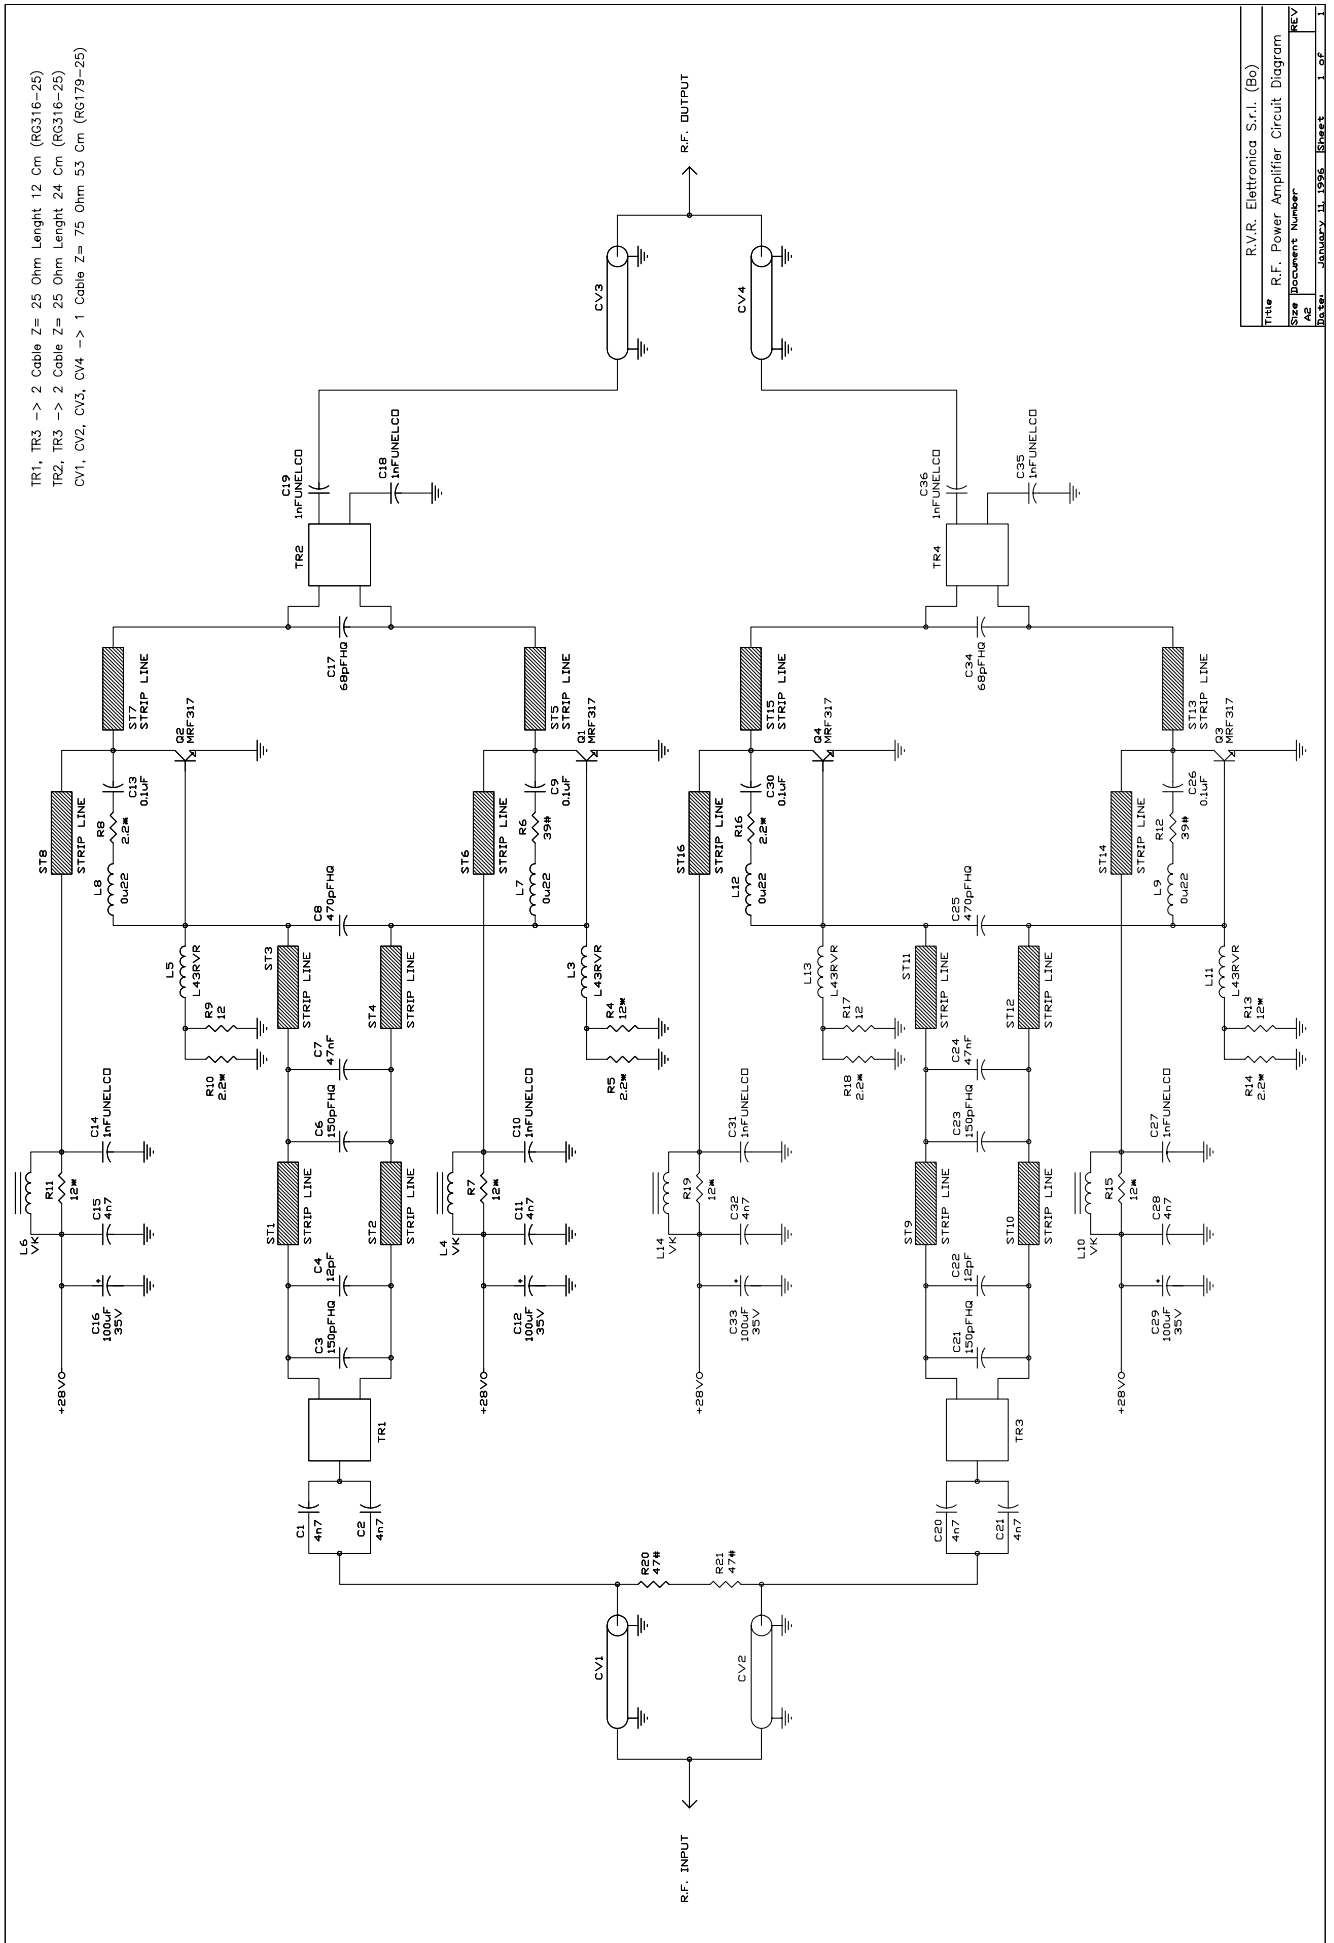 TR1, TR3 -> 2 Cable Z= 25 Ohm Lenght 12 Cm (RG316-25)
TR2, TR3 -> 2 Cable Z= 25 Ohm Lenght 24 Cm (RG316-25)
CV1, CV2, CV3, CV4 -> 1 Cable Z= 75 Ohm 53 Cm (RG179-25)
R.F. INPUT
CV1
CV2
R20
47#
R21
47#
C1
4n7
C2
4n7
TR1
C3
150pFHQ
C4
12pF
ST1
STRIP LINE
ST2
STRIP LINE
C6
150pFHQ
C7
47nF
ST3
STRIP LINE
ST4
STRIP LINE
C8
470pFHQ
+28VO
C16
100uF
35V
C15
4n7
L6
VK
R11
12*
C14
1nFUNELCO
ST8
STRIP LINE
R10
2.2*
R9
12
L5
L43RVR
L8
0u22
R8
2.2*
C13
0.1uF
Q2
MRF317
ST7
STRIP LINE
+28VO
C12
100uF
35V
C11
4n7
L4
VK
R7
12*
C10
1nFUNELCO
ST6
STRIP LINE
R5
2.2*
R4
12*
L3
L43RVR
L7
0u22
R6
39#
C9
0.1uF
Q1
MRF317
ST5
STRIP LINE
C17
68pFHQ
TR2
C19
1nFUNELCO
C18
1nFUNELCO
CV3
CV4
R.F. OUTPUT
C20
4n7
C21
4n7
TR3
C21
150pFHQ
C22
12pF
ST9
STRIP LINE
ST10
STRIP LINE
C23
150pFHQ
C24
47nF
ST11
STRIP LINE
ST12
STRIP LINE
C25
470pFHQ
+28VO
C33
100uF
35V
C32
4n7
L14
VK
R19
12*
C31
1nFUNELCO
ST16
STRIP LINE
R18
2.2*
R17
12
L13
L43RVR
L12
0u22
R16
2.2*
C30
0.1uF
Q4
MRF317
ST15
STRIP LINE
+28VO
C29
100uF
35V
C28
4n7
L10
VK
R15
12*
C27
1nFUNELCO
ST14
STRIP LINE
R14
2.2*
R13
12*
L11
L43RVR
L9
0u22
R12
39#
C26
0.1uF
Q3
MRF317
ST13
STRIP LINE
C34
68pFHQ
TR4
C36
1nFUNELCO
C35
1nFUNELCO
R.V.R. Elettronica S.r.l. (Bo)
Title
R.F. Power Amplifier Circuit Diagram
Size Document Number REV
A2
Date: January 11, 1996 Sheet 1 of 1